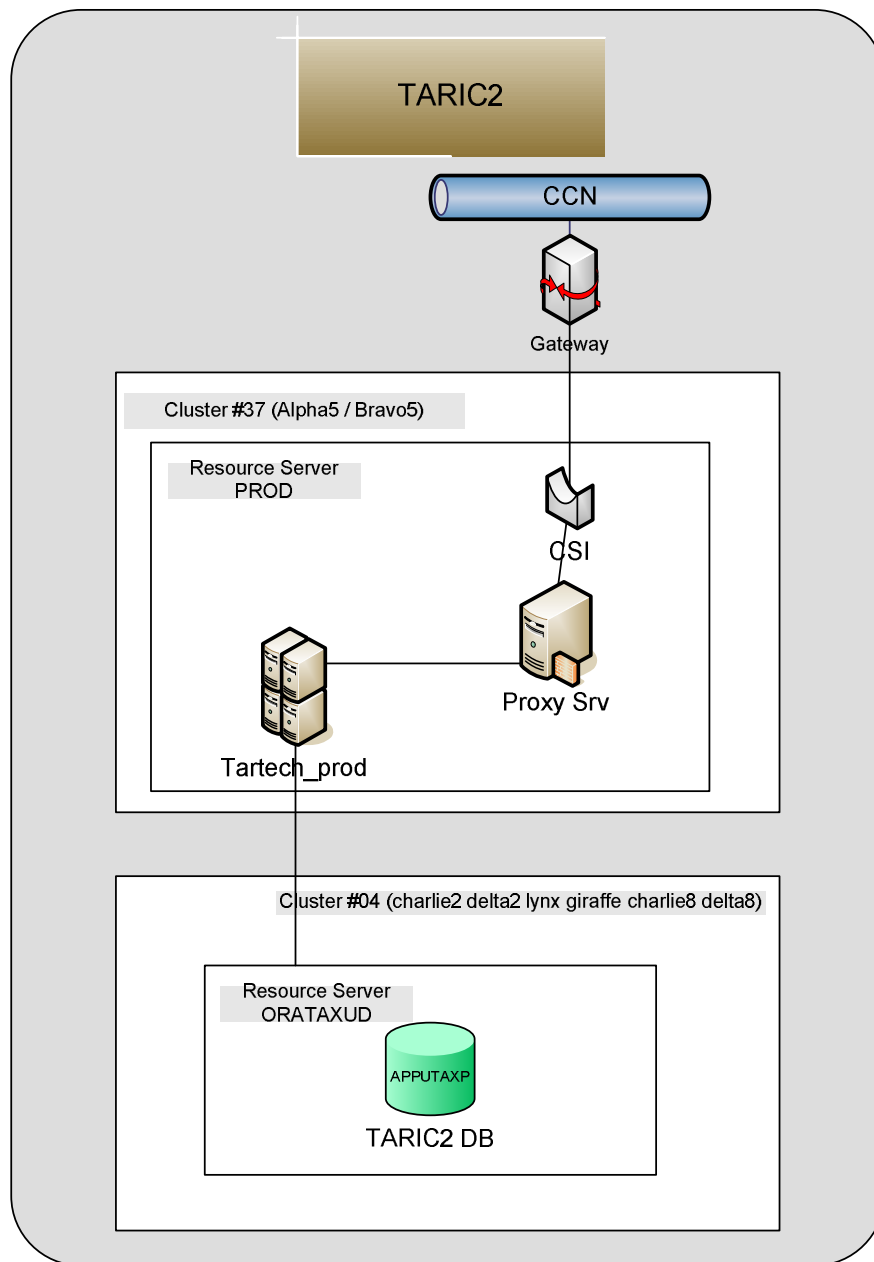 TARIC2
CCN
Gateway
Cluster #37 (Alpha5 / Bravo5)
Resource Server
PROD
CSI
Proxy Srv
Tartech_prod
Cluster #04 (charlie2 delta2 lynx giraffe charlie8 delta8)
Resource Server
ORATAXUD
APPUTAXP
TARIC2 DB